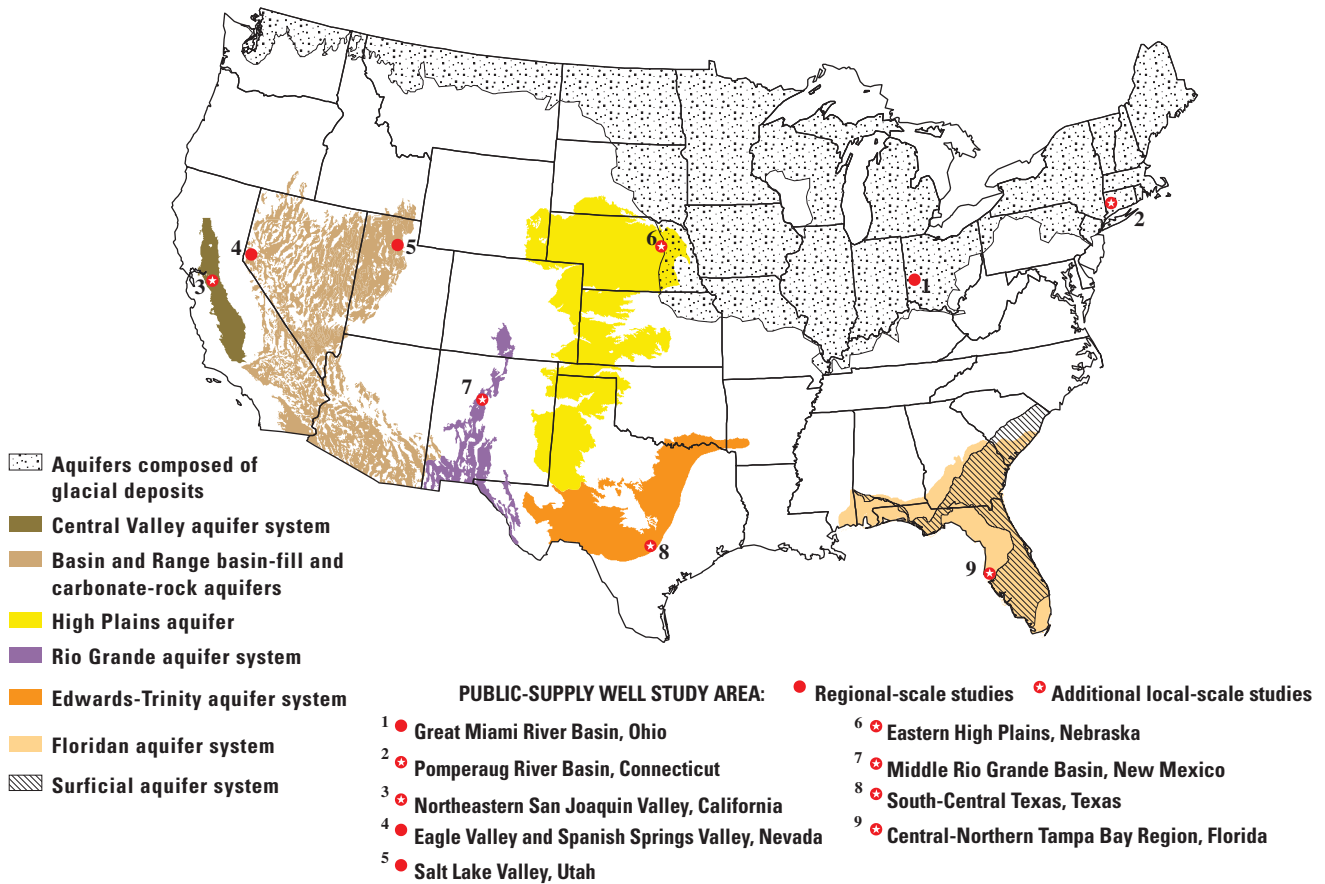 1
2
3
4
5
6
7
8
9
Aquifers composed of
glacial deposits
Central Valley aquifer system
Basin and Range basin-fill and
carbonate-rock aquifers
High Plains aquifer
Rio Grande aquifer system
Edwards-Trinity aquifer system
Floridan aquifer system
Surficial aquifer system
PUBLIC-SUPPLY WELL STUDY AREA: Regional-scale studies Additional local-scale studies
1 Great Miami River Basin, Ohio
2 Pomperaug River Basin, Connecticut
3 Northeastern San Joaquin Valley, California
4 Eagle Valley and Spanish Springs Valley, Nevada
5 Salt Lake Valley, Utah
6 Eastern High Plains, Nebraska
7 Middle Rio Grande Basin, New Mexico
8 South-Central Texas, Texas
9 Central-Northern Tampa Bay Region, Florida